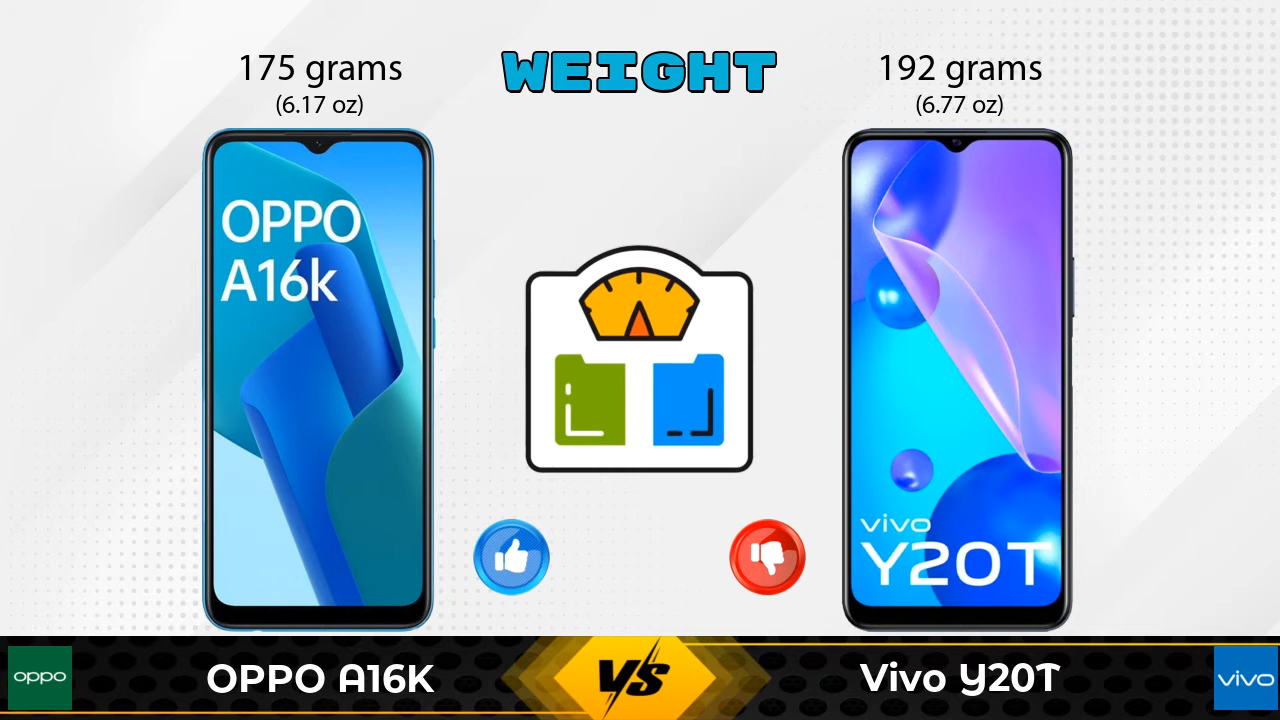 WEIGHT
175 grams
(6.17 oz)
192 grams
(6.77 oz)
OPPO
A16k
vivo
Y20T
oppo
OPPO A16K
VS
Vivo Y20T
vivo